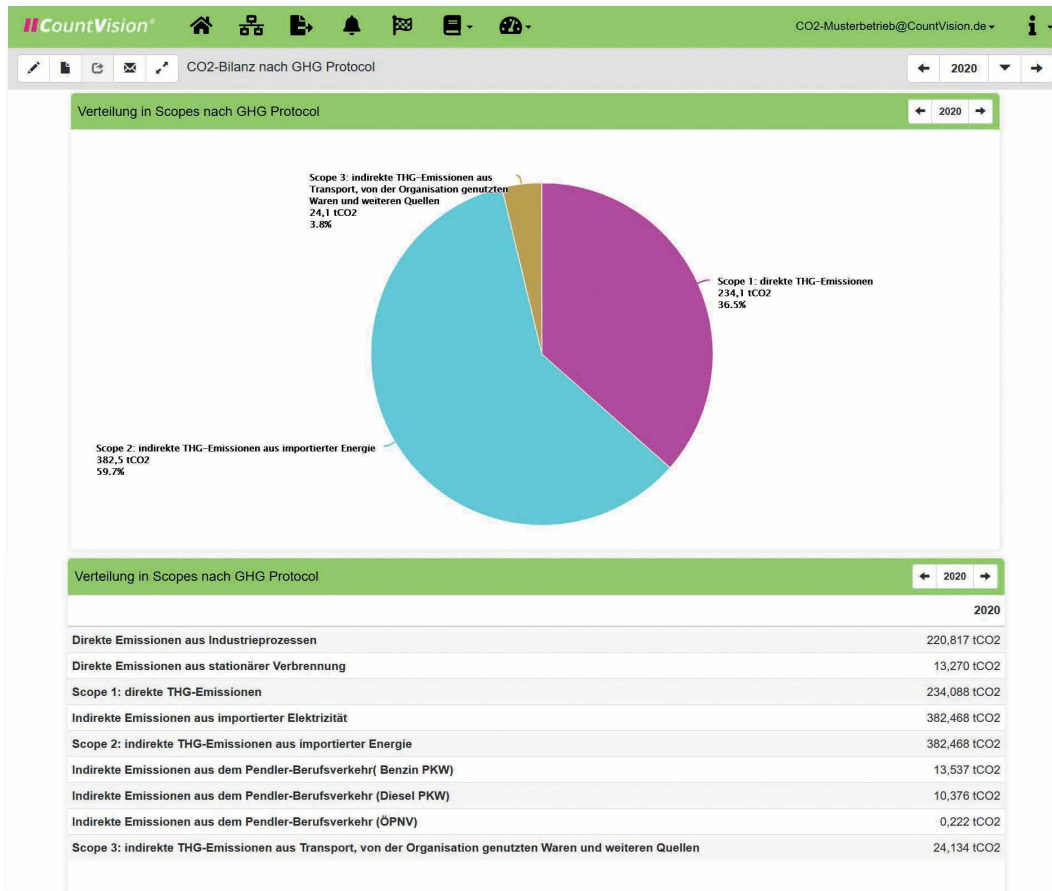 CountVision®
CO2-Musterbetrieb@CountVision.de
CO2-Bilanz nach GHG Protocol
2020
Verteilung in Scopes nach GHG Protocol
2020
Scope 3: indirekte THG-Emissionen aus
Transport, von der Organisation genutzten
Waren und weiteren Quellen
24,1 tCO2
3.8%
Scope 1: direkte THG-Emissionen
234,1 tCO2
36.5%
Scope 2: indirekte THG-Emissionen aus importierter Energie
382,5 tCO2
59.7%
Verteilung in Scopes nach GHG Protocol
2020
2020
Direkte Emissionen aus Industrieprozessen 220,817 tCO2
Direkte Emissionen aus stationärer Verbrennung 13,270 tCO2
Scope 1: direkte THG-Emissionen 234,088 tCO2
Indirekte Emissionen aus importierter Elektrizität 382,468 tCO2
Scope 2: indirekte THG-Emissionen aus importierter Energie 382,468 tCO2
Indirekte Emissionen aus dem Pendler-Berufsverkehr( Benzin PKW) 13,537 tCO2
Indirekte Emissionen aus dem Pendler-Berufsverkehr (Diesel PKW) 10,376 tCO2
Indirekte Emissionen aus dem Pendler-Berufsverkehr (ÖPNV) 0,222 tCO2
Scope 3: indirekte THG-Emissionen aus Transport, von der Organisation genutzten Waren und weiteren Quellen 24,134 tCO2